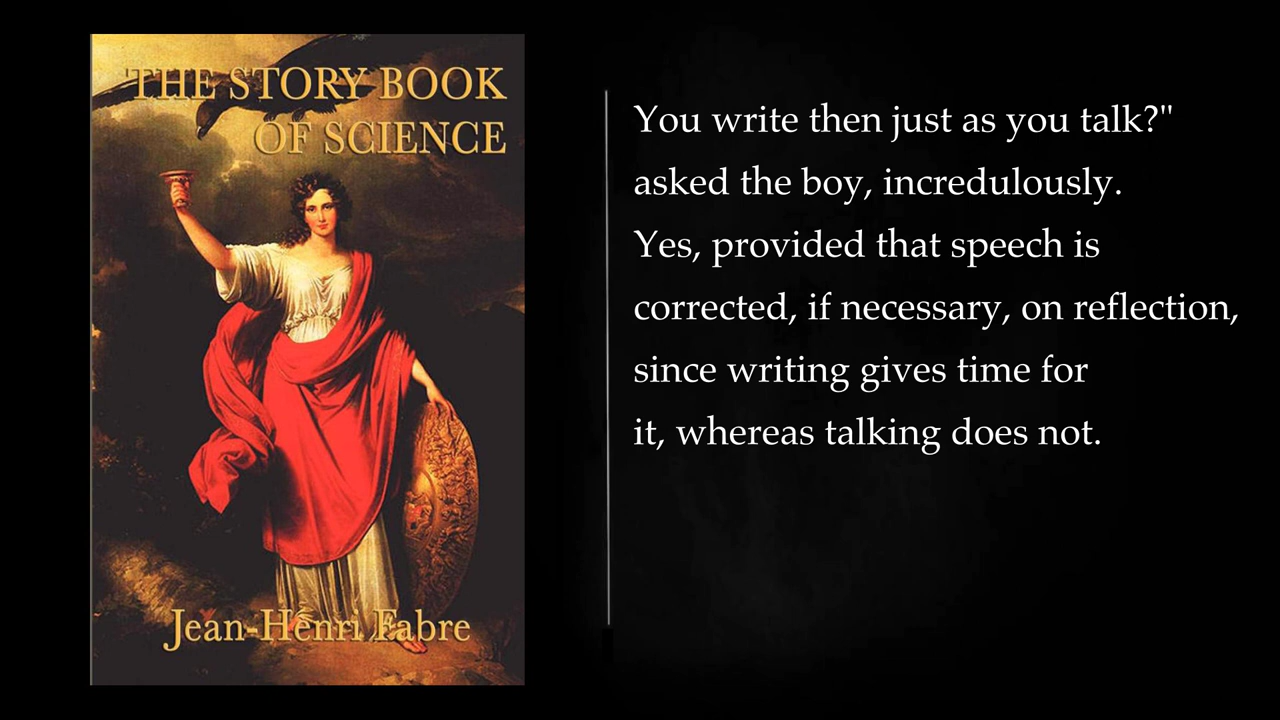 THE STORY BOOK
OF SCIENCE
Jean-Henri Fabre
You write then just as you talk?"
asked the boy, incredulously.
Yes, provided that speech is
corrected, if necessary, on reflection,
since writing gives time for
it, whereas talking does not.